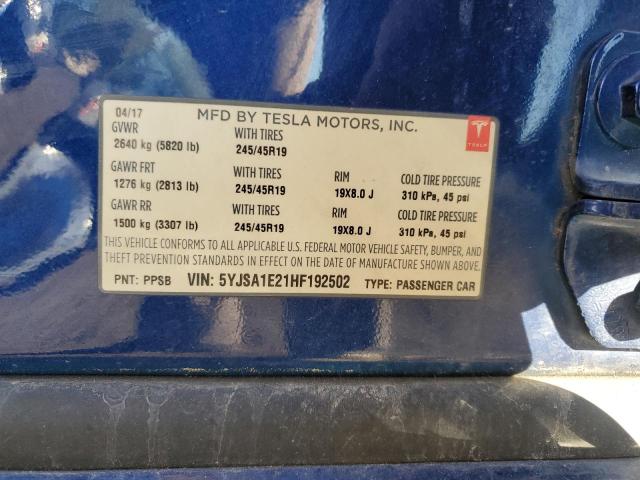 04/17 MFD BY TESLA MOTORS, INC.
GVWR WITH TIRES
2640 kg (5820 lb) 245/45R19
TESLA
GAWR FRT WITH TIRES RIM COLD TIRE PRESSURE
1276 kg (2813 lb) 245/45R19 19X8.0 J 310 kPa, 45 psi
GAWR RR WITH TIRES RIM COLD TIRE PRESSURE
1500 kg (3307 lb) 245/45R19 19X8.0 J 310 kPa, 45 psi
THIS VEHICLE CONFORMS TO ALL APPLICABLE U.S. FEDERAL MOTOR VEHICLE SAFETY, BUMPER, AND
THEFT PREVENTION STANDARDS IN EFFECT ON THE DATE OF MANUFACTURE SHOWN ABOVE.
PNT: PPSB VIN: 5YJSA1E21HF192502 TYPE: PASSENGER CAR